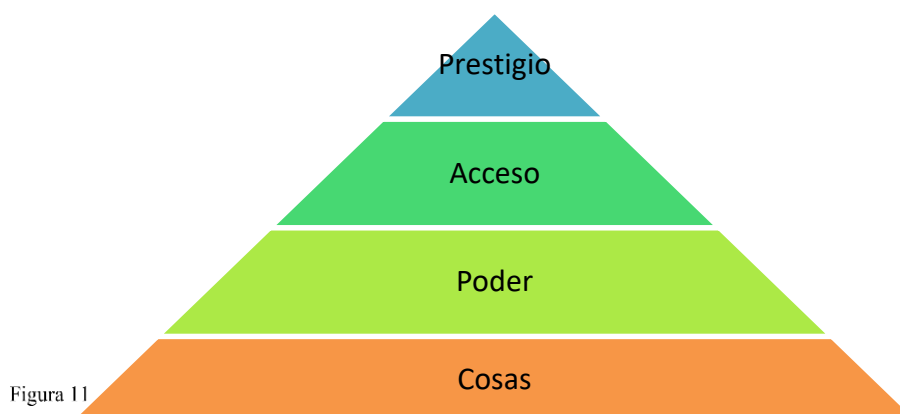 Prestigio
Acceso
Poder
Cosas
Figura 11